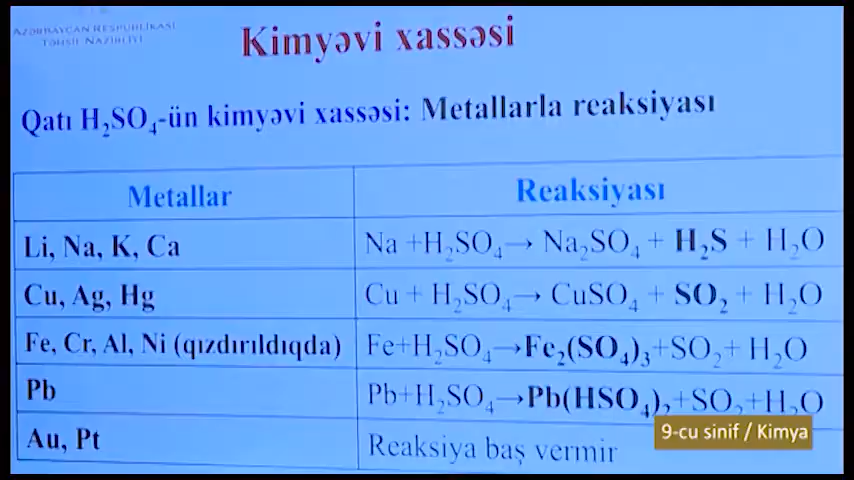 AZƏRBAYCAN RESPUBLİKASI
TƏHSİL NAZİRLİYİ
Kimyəvi xassəsi
Qatı H₂SO₄-ün kimyəvi xassəsi: Metallarla reaksiyası
Metallar Reaksiyası
Li, Na, K, Ca Na +H₂SO₄→ Na₂SO₄ + H₂S + H₂O
Cu, Ag, Hg Cu + H₂SO₄→ CuSO₄ + SO₂ + H₂O
Fe, Cr, Al, Ni (qızdırıldıqda) Fe+H₂SO₄→Fe₂(SO₄)₃+SO₂+ H₂O
Pb Pb+H₂SO₄→Pb(HSO₄)₂+SO₂+H₂O
Au, Pt Reaksiya baş vermir
9-cu sinif / Kimya